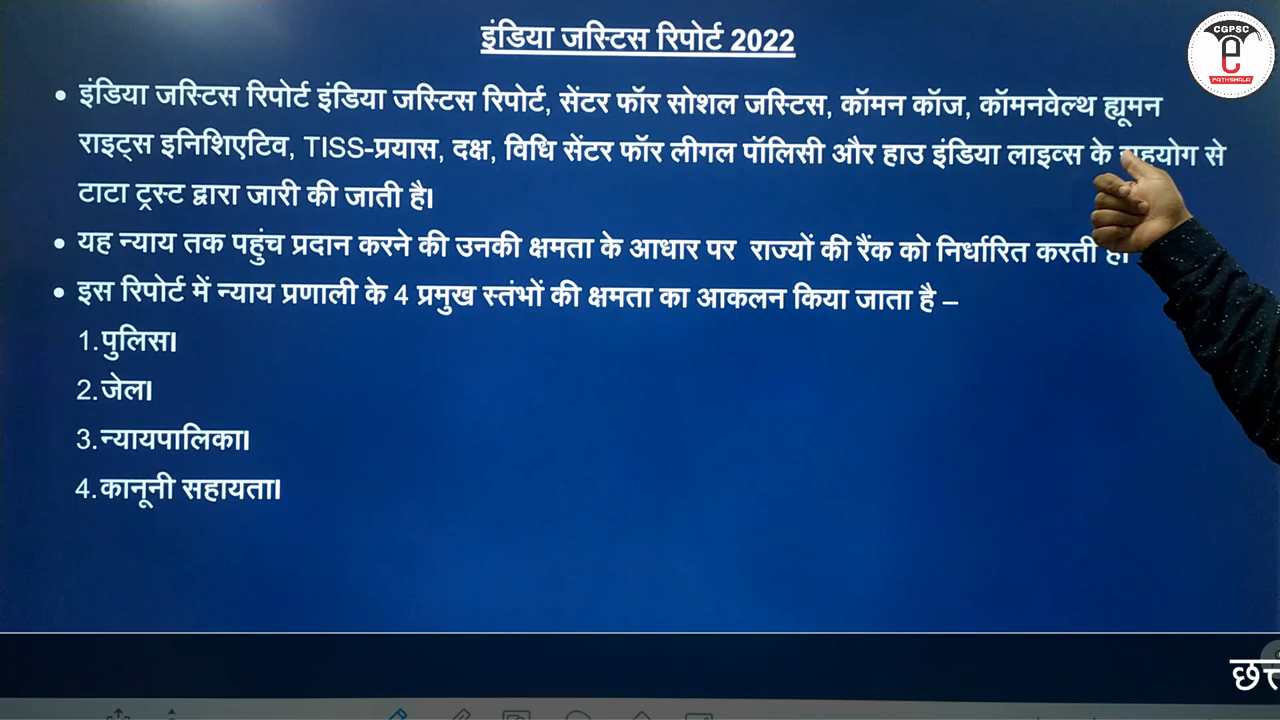 इंडिया जस्टिस रिपोर्ट 2022
CGPSC
e
PATHSHALA
• इंडिया जस्टिस रिपोर्ट इंडिया जस्टिस रिपोर्ट, सेंटर फॉर सोशल जस्टिस, कॉमन कॉज, कॉमनवेल्थ ह्यूमन
राइट्स इनिशिएटिव, TISS-प्रयास, दक्ष, विधि सेंटर फॉर लीगल पॉलिसी और हाउ इंडिया लाइव्स के सहयोग से
टाटा ट्रस्ट द्वारा जारी की जाती है।
• यह न्याय तक पहुंच प्रदान करने की उनकी क्षमता के आधार पर राज्यों की रैंक को निर्धारित करती है।
• इस रिपोर्ट में न्याय प्रणाली के 4 प्रमुख स्तंभों की क्षमता का आकलन किया जाता है –
1.पुलिस।
2.जेल।
3.न्यायपालिका।
4.कानूनी सहायता।